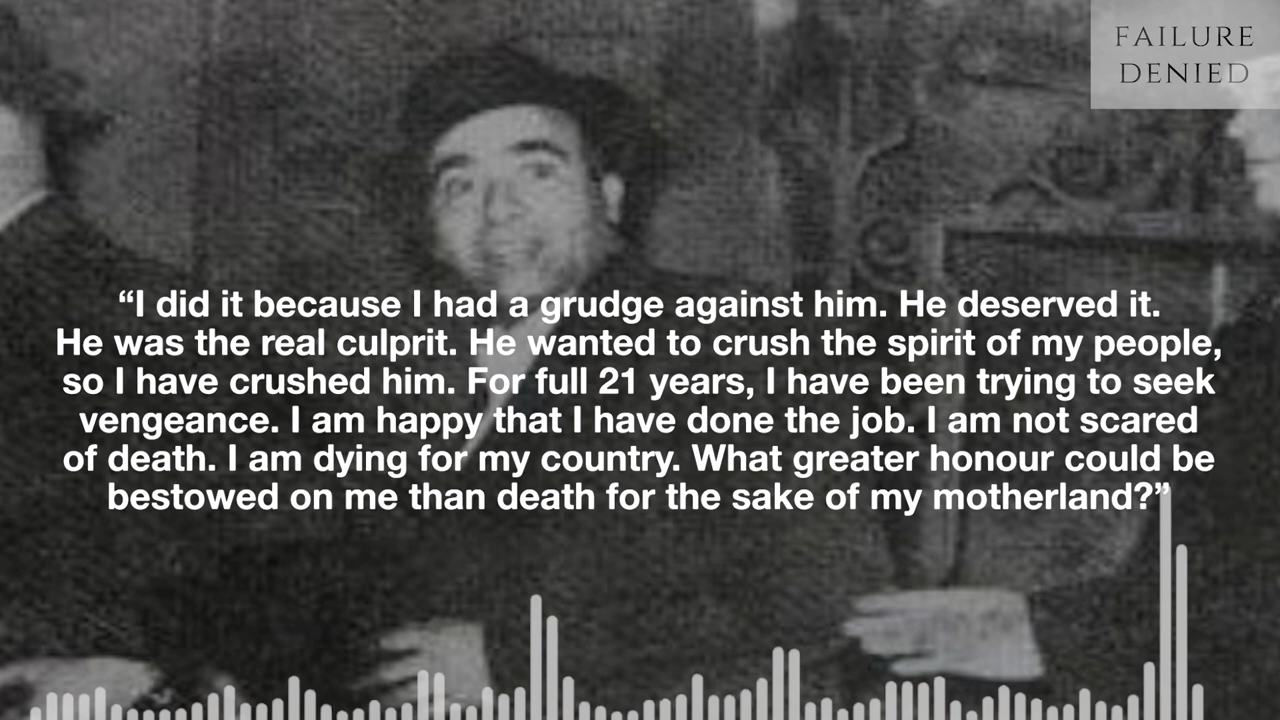 FAILURE
DENIED
“I did it because I had a grudge against him. He deserved it.
He was the real culprit. He wanted to crush the spirit of my people,
so I have crushed him. For full 21 years, I have been trying to seek
vengeance. I am happy that I have done the job. I am not scared
of death. I am dying for my country. What greater honour could be
bestowed on me than death for the sake of my motherland?”